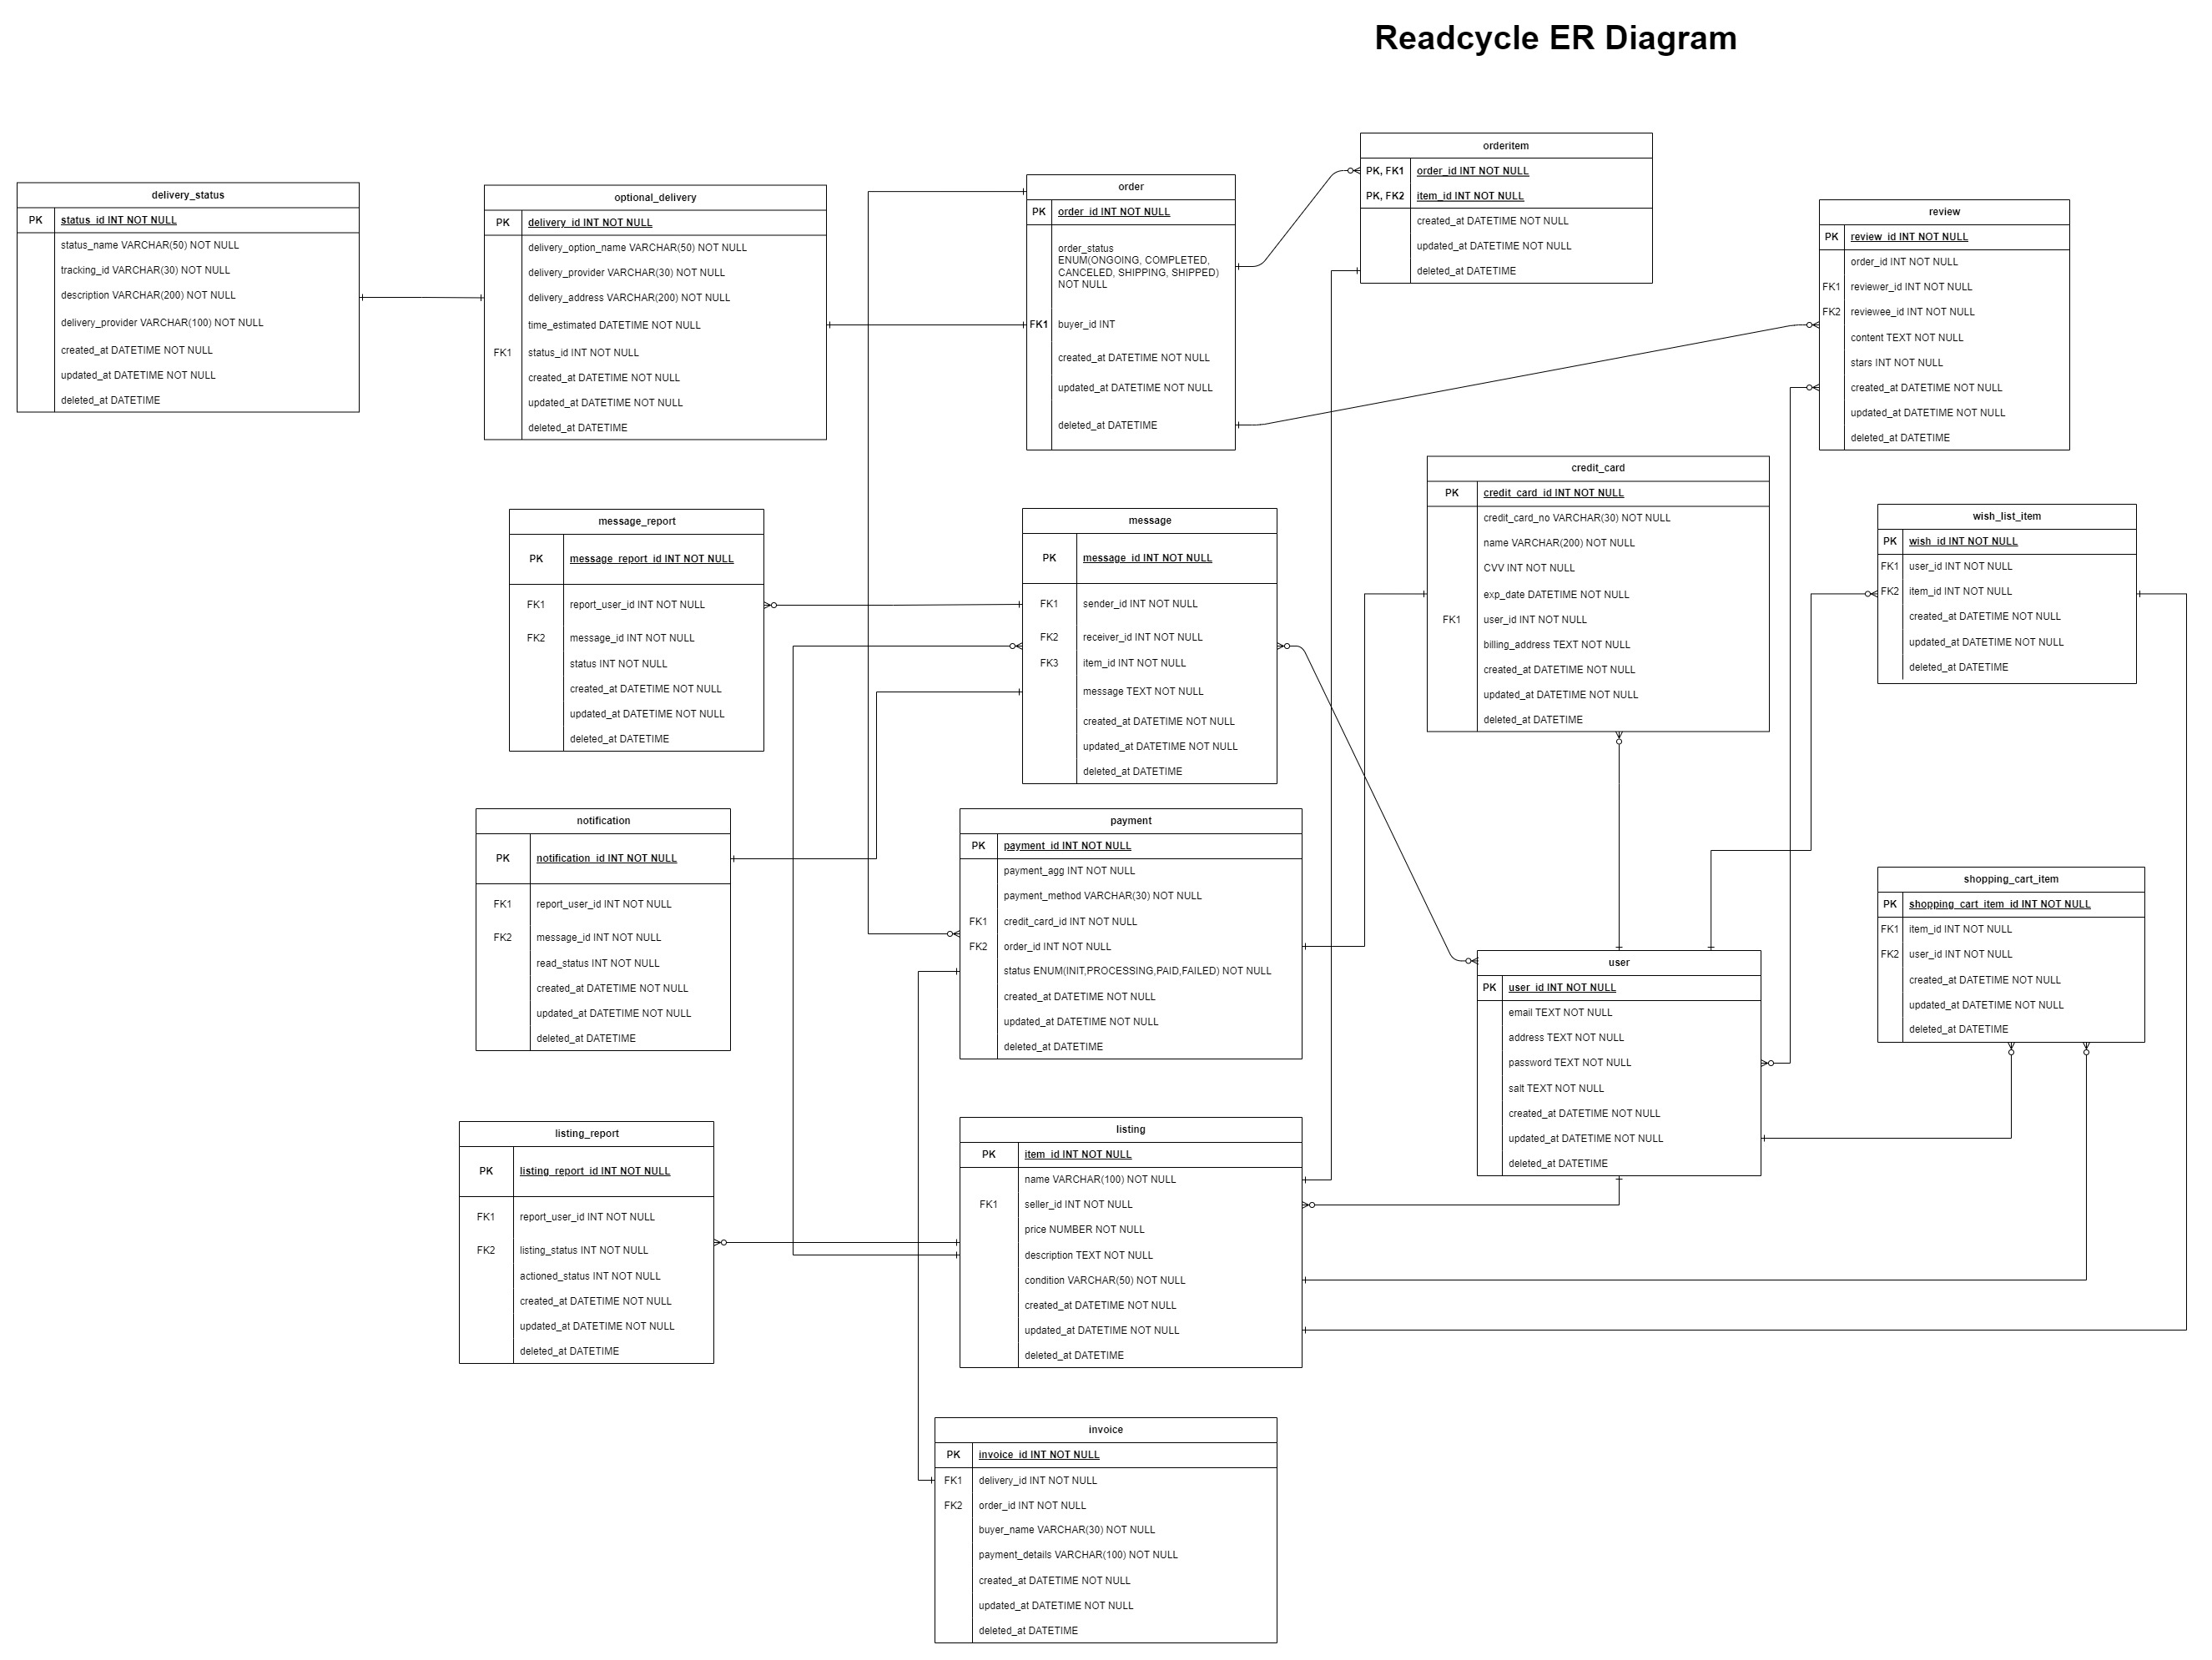 Readcycle ER Diagram
delivery_status
PK status_id INT NOT NULL
status_name VARCHAR(50) NOT NULL
tracking_id VARCHAR(30) NOT NULL
description VARCHAR(200) NOT NULL
delivery_provider VARCHAR(100) NOT NULL
created_at DATETIME NOT NULL
updated_at DATETIME NOT NULL
deleted_at DATETIME
optional_delivery
PK delivery_id INT NOT NULL
delivery_option_name VARCHAR(50) NOT NULL
delivery_provider VARCHAR(30) NOT NULL
delivery_address VARCHAR(200) NOT NULL
time_estimated DATETIME NOT NULL
FK1 status_id INT NOT NULL
created_at DATETIME NOT NULL
updated_at DATETIME NOT NULL
deleted_at DATETIME
order
PK order_id INT NOT NULL
order_status
ENUM(ONGOING, COMPLETED,
CANCELED, SHIPPING, SHIPPED)
NOT NULL
FK1 buyer_id INT
created_at DATETIME NOT NULL
updated_at DATETIME NOT NULL
deleted_at DATETIME
orderitem
PK, FK1 order_id INT NOT NULL
PK, FK2 item_id INT NOT NULL
created_at DATETIME NOT NULL
updated_at DATETIME NOT NULL
deleted_at DATETIME
review
PK review_id INT NOT NULL
order_id INT NOT NULL
FK1 reviewer_id INT NOT NULL
FK2 reviewee_id INT NOT NULL
content TEXT NOT NULL
stars INT NOT NULL
created_at DATETIME NOT NULL
updated_at DATETIME NOT NULL
deleted_at DATETIME
message_report
PK message_report_id INT NOT NULL
FK1 report_user_id INT NOT NULL
FK2 message_id INT NOT NULL
status INT NOT NULL
created_at DATETIME NOT NULL
updated_at DATETIME NOT NULL
deleted_at DATETIME
message
PK message_id INT NOT NULL
FK1 sender_id INT NOT NULL
FK2 receiver_id INT NOT NULL
FK3 item_id INT NOT NULL
message TEXT NOT NULL
created_at DATETIME NOT NULL
updated_at DATETIME NOT NULL
deleted_at DATETIME
credit_card
PK credit_card_id INT NOT NULL
credit_card_no VARCHAR(30) NOT NULL
name VARCHAR(200) NOT NULL
CVV INT NOT NULL
exp_date DATETIME NOT NULL
FK1 user_id INT NOT NULL
billing_address TEXT NOT NULL
created_at DATETIME NOT NULL
updated_at DATETIME NOT NULL
deleted_at DATETIME
wish_list_item
PK wish_id INT NOT NULL
FK1 user_id INT NOT NULL
FK2 item_id INT NOT NULL
created_at DATETIME NOT NULL
updated_at DATETIME NOT NULL
deleted_at DATETIME
notification
PK notification_id INT NOT NULL
FK1 report_user_id INT NOT NULL
FK2 message_id INT NOT NULL
read_status INT NOT NULL
created_at DATETIME NOT NULL
updated_at DATETIME NOT NULL
deleted_at DATETIME
payment
PK payment_id INT NOT NULL
payment_agg INT NOT NULL
payment_method VARCHAR(30) NOT NULL
FK1 credit_card_id INT NOT NULL
FK2 order_id INT NOT NULL
status ENUM(INIT,PROCESSING,PAID,FAILED) NOT NULL
created_at DATETIME NOT NULL
updated_at DATETIME NOT NULL
deleted_at DATETIME
user
PK user_id INT NOT NULL
email TEXT NOT NULL
address TEXT NOT NULL
password TEXT NOT NULL
salt TEXT NOT NULL
created_at DATETIME NOT NULL
updated_at DATETIME NOT NULL
deleted_at DATETIME
shopping_cart_item
PK shopping_cart_item_id INT NOT NULL
FK1 item_id INT NOT NULL
FK2 user_id INT NOT NULL
created_at DATETIME NOT NULL
updated_at DATETIME NOT NULL
deleted_at DATETIME
listing_report
PK listing_report_id INT NOT NULL
FK1 report_user_id INT NOT NULL
FK2 listing_status INT NOT NULL
actioned_status INT NOT NULL
created_at DATETIME NOT NULL
updated_at DATETIME NOT NULL
deleted_at DATETIME
listing
PK item_id INT NOT NULL
name VARCHAR(100) NOT NULL
FK1 seller_id INT NOT NULL
price NUMBER NOT NULL
description TEXT NOT NULL
condition VARCHAR(50) NOT NULL
created_at DATETIME NOT NULL
updated_at DATETIME NOT NULL
deleted_at DATETIME
invoice
PK invoice_id INT NOT NULL
FK1 delivery_id INT NOT NULL
FK2 order_id INT NOT NULL
buyer_name VARCHAR(30) NOT NULL
payment_details VARCHAR(100) NOT NULL
created_at DATETIME NOT NULL
updated_at DATETIME NOT NULL
deleted_at DATETIME